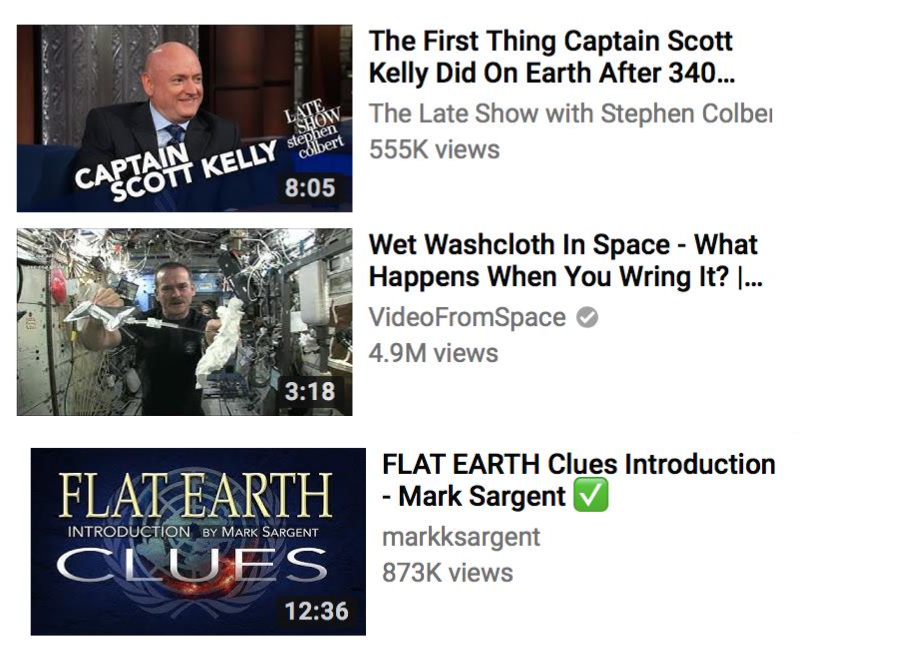 The First Thing Captain Scott
Kelly Did On Earth After 340...
The Late Show with Stephen Colber
555K views
CAPTAIN
SCOTT KELLY
LATE
SHOW
stephen
colbert
8:05
Wet Washcloth In Space - What
Happens When You Wring It? |...
VideoFromSpace
4.9M views
3:18
FLAT EARTH Clues Introduction
- Mark Sargent ✅
markksargent
873K views
FLAT EARTH
INTRODUCTION BY MARK SARGENT
CLUES
12:36